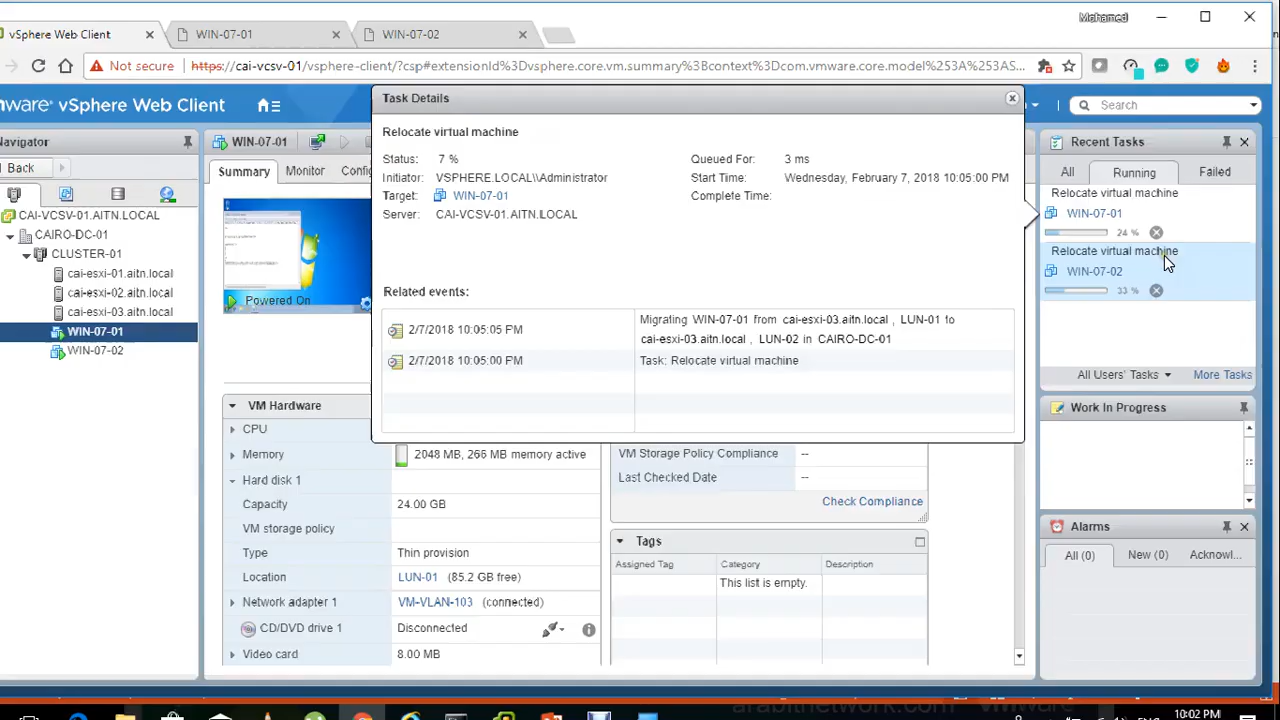 Mohamed
vSphere Web Client
WIN-07-01
WIN-07-02
Not secure
https://cai-vcsv-01/vsphere-client/?csp#extensionId%3Dvsphere.core.vm.summary%3Bcontext%3Dcom.vmware.core.model%253A%253AS...
mware vSphere Web Client
Search
Navigator
Back
CAI-VCSV-01.AITN.LOCAL
CAIRO-DC-01
CLUSTER-01
cai-esxi-01.aitn.local
cai-esxi-02.aitn.local
cai-esxi-03.aitn.local
WIN-07-01
WIN-07-02
WIN-07-01
Summary
Monitor
Powered On
Task Details
Relocate virtual machine
Status: 7 %
Queued For: 3 ms
Initiator: VSPHERE.LOCAL\\Administrator
Start Time: Wednesday, February 7, 2018 10:05:00 PM
Target: WIN-07-01
Complete Time:
Server: CAI-VCSV-01.AITN.LOCAL
Related events:
2/7/2018 10:05:05 PM
Migrating WIN-07-01 from cai-esxi-03.aitn.local , LUN-01 to
cai-esxi-03.aitn.local , LUN-02 in CAIRO-DC-01
2/7/2018 10:05:00 PM
Task: Relocate virtual machine
VM Hardware
CPU
Memory
2048 MB, 266 MB memory active
Hard disk 1
Capacity
24.00 GB
VM storage policy
Type
Thin provision
Location
LUN-01 (85.2 GB free)
Network adapter 1
VM-VLAN-103 (connected)
CD/DVD drive 1
Disconnected
Video card
8.00 MB
VM Storage Policy Compliance
--
Last Checked Date
--
Check Compliance
Tags
Assigned Tag
Category
Description
This list is empty.
Recent Tasks
All
Running
Failed
Relocate virtual machine
WIN-07-01
24 %
Relocate virtual machine
WIN-07-02
33 %
All Users' Tasks
More Tasks
Work In Progress
Alarms
All (0)
New (0)
Acknowl...
arabitnetwork.com
10:02 PM